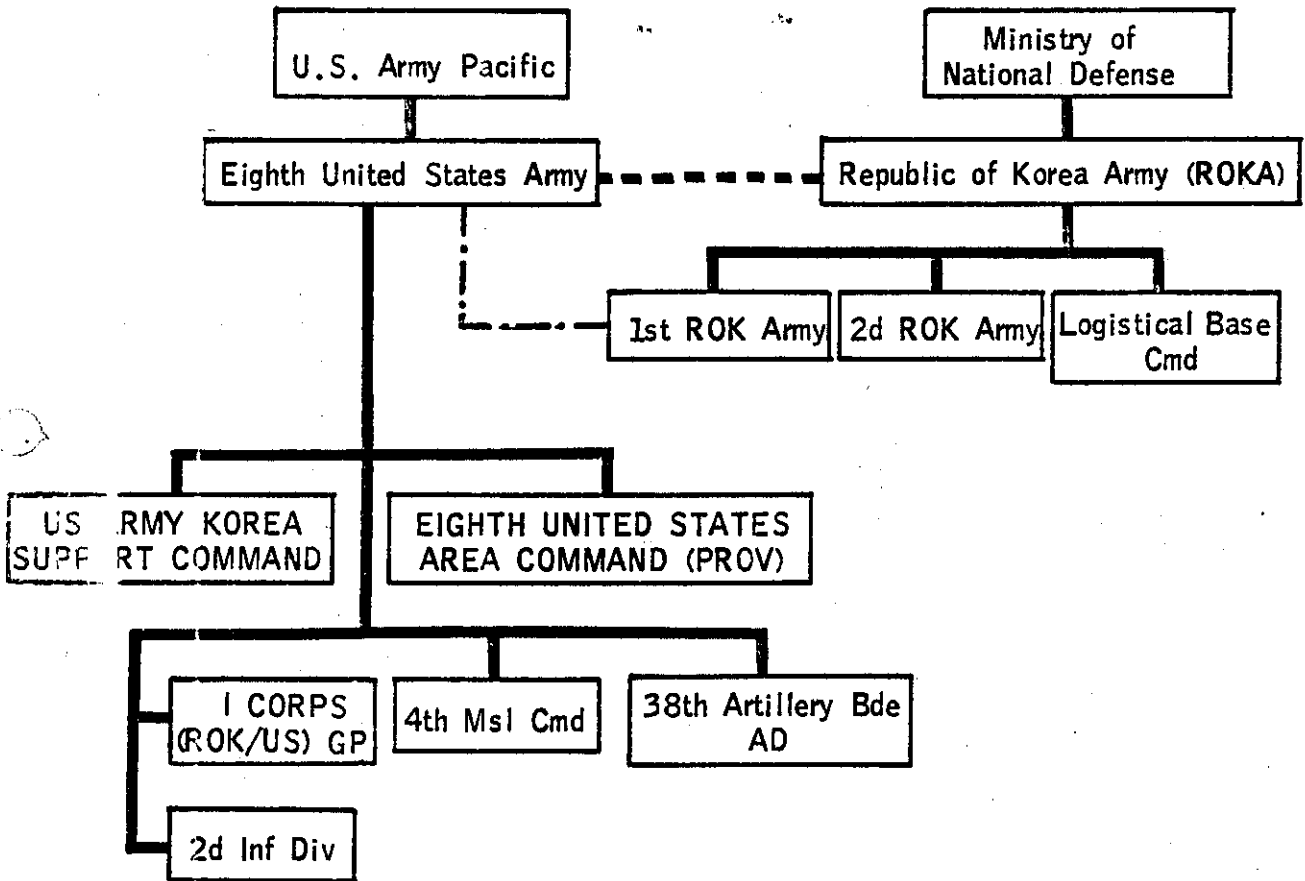 U.S. Army Pacific
Ministry of
National Defense
Eighth United States Army
Republic of Korea Army (ROKA)
1st ROK Army
2d ROK Army
Logistical Base
Cmd
US RMY KOREA
SUPP RT COMMAND
EIGHTH UNITED STATES
AREA COMMAND (PROV)
I CORPS
(ROK/US) GP
4th Msl Cmd
38th Artillery Bde
AD
2d Inf Div